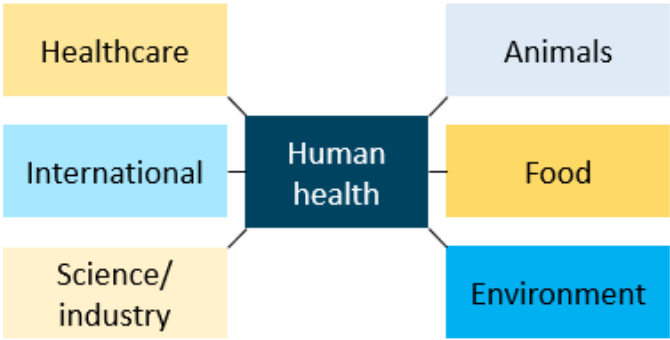 Healthcare
Animals
International
Human
health
Food
Science/
industry
Environment